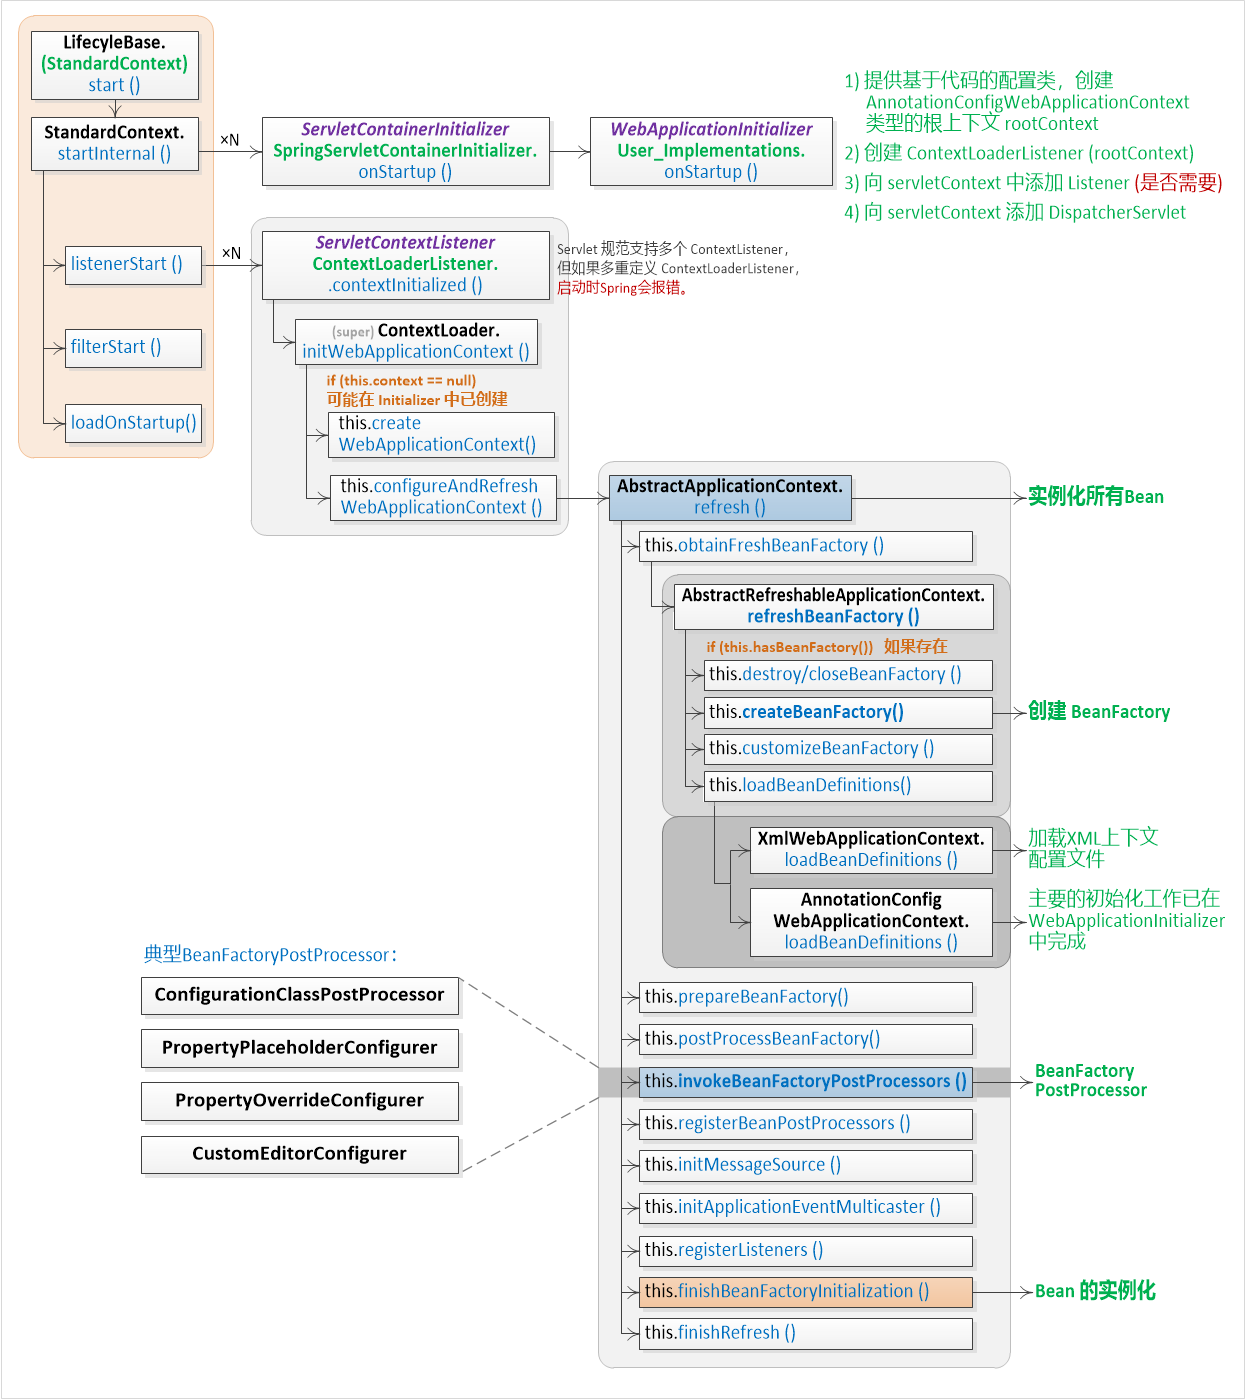 LifecyleBase.
(StandardContext)
start ()
StandardContext.
startInternal ()
×N
ServletContainerInitializer
SpringServletContainerInitializer.
onStartup ()
WebApplicationInitializer
User_Implementations.
onStartup ()
1) 提供基于代码的配置类，创建
AnnotationConfigWebApplicationContext
类型的根上下文 rootContext
2) 创建 ContextLoaderListener (rootContext)
3) 向 servletContext 中添加 Listener (是否需要)
4) 向 servletContext 添加 DispatcherServlet
listenerStart ()
×N
ServletContextListener
ContextLoaderListener.
.contextInitialized ()
Servlet 规范支持多个 ContextListener，
但如果多重定义 ContextLoaderListener，
启动时Spring会报错。
filterStart ()
loadOnStartup()
(super) ContextLoader.
initWebApplicationContext ()
if (this.context == null)
可能在 Initializer 中已创建
this.create
WebApplicationContext()
this.configureAndRefresh
WebApplicationContext ()
AbstractApplicationContext.
refresh ()
实例化所有Bean
this.obtainFreshBeanFactory ()
AbstractRefreshableApplicationContext.
refreshBeanFactory ()
if (this.hasBeanFactory()) 如果存在
this.destroy/closeBeanFactory ()
this.createBeanFactory()
创建 BeanFactory
this.customizeBeanFactory ()
this.loadBeanDefinitions()
XmlWebApplicationContext.
loadBeanDefinitions ()
加载XML上下文
配置文件
AnnotationConfig
WebApplicationContext.
loadBeanDefinitions ()
主要的初始化工作已在
WebApplicationInitializer
中完成
典型BeanFactoryPostProcessor：
ConfigurationClassPostProcessor
PropertyPlaceholderConfigurer
PropertyOverrideConfigurer
CustomEditorConfigurer
this.prepareBeanFactory()
this.postProcessBeanFactory()
this.invokeBeanFactoryPostProcessors ()
BeanFactory
PostProcessor
this.registerBeanPostProcessors ()
this.initMessageSource ()
this.initApplicationEventMulticaster ()
this.registerListeners ()
this.finishBeanFactoryInitialization ()
Bean 的实例化
this.finishRefresh ()